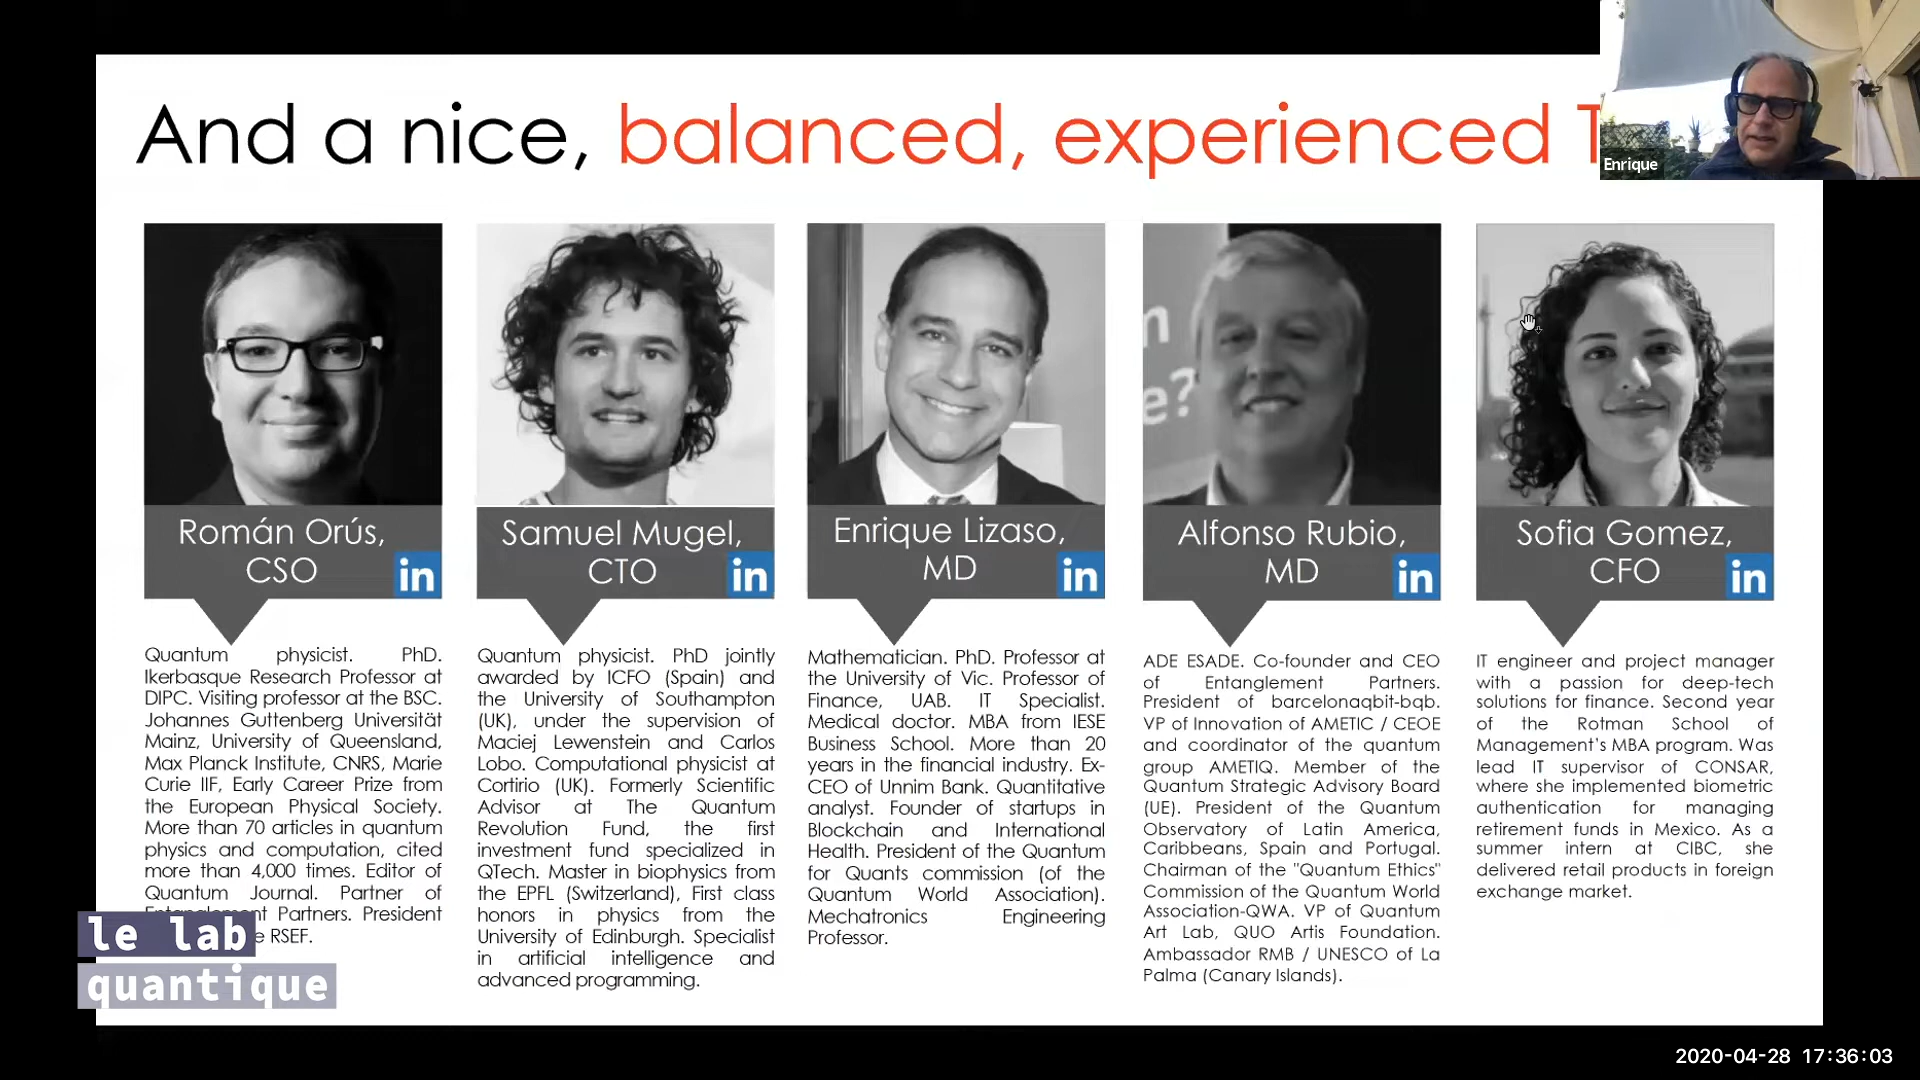 And a nice, balanced, experienced T
Enrique
n
e?
Román Orús,
CSO
in
Quantum physicist. PhD.
Ikerbasque Research Professor at
DIPC. Visiting professor at the BSC.
Johannes Guttenberg Universität
Mainz, University of Queensland,
Max Planck Institute, CNRS, Marie
Curie IIF, Early Career Prize from
the European Physical Society.
More than 70 articles in quantum
physics and computation, cited
more than 4,000 times. Editor of
Quantum Journal. Partner of
Partners. President
RSEF.
Samuel Mugel,
CTO
in
Quantum physicist. PhD jointly
awarded by ICFO (Spain) and
the University of Southampton
(UK), under the supervision of
Maciej Lewenstein and Carlos
Lobo. Computational physicist at
Cortirio (UK). Formerly Scientific
Advisor at The Quantum
Revolution Fund, the first
investment fund specialized in
QTech. Master in biophysics from
the EPFL (Switzerland), First class
honors in physics from the
University of Edinburgh. Specialist
in artificial intelligence and
advanced programming.
Enrique Lizaso,
MD
in
Mathematician. PhD. Professor at
the University of Vic. Professor of
Finance, UAB. IT Specialist.
Medical doctor. MBA from IESE
Business School. More than 20
years in the financial industry. Ex-
CEO of Unnim Bank. Quantitative
analyst. Founder of startups in
Blockchain and International
Health. President of the Quantum
for Quants commission (of the
Quantum World Association).
Mechatronics Engineering
Professor.
Alfonso Rubio,
MD
in
ADE ESADE. Co-founder and CEO
of Entanglement Partners.
President of barcelonaqbit-bqb.
VP of Innovation of AMETIC / CEOE
and coordinator of the quantum
group AMETIQ. Member of the
Quantum Strategic Advisory Board
(UE). President of the Quantum
Observatory of Latin America,
Caribbeans, Spain and Portugal.
Chairman of the "Quantum Ethics"
Commission of the Quantum World
Association-QWA. VP of Quantum
Art Lab, QUO Artis Foundation.
Ambassador RMB / UNESCO of La
Palma (Canary Islands).
Sofia Gomez,
CFO
in
IT engineer and project manager
with a passion for deep-tech
solutions for finance. Second year
of the Rotman School of
Management's MBA program. Was
lead IT supervisor of CONSAR,
where she implemented biometric
authentication for managing
retirement funds in Mexico. As a
summer intern at CIBC, she
delivered retail products in foreign
exchange market.
le lab
quantique
2020-04-28 17:36:03